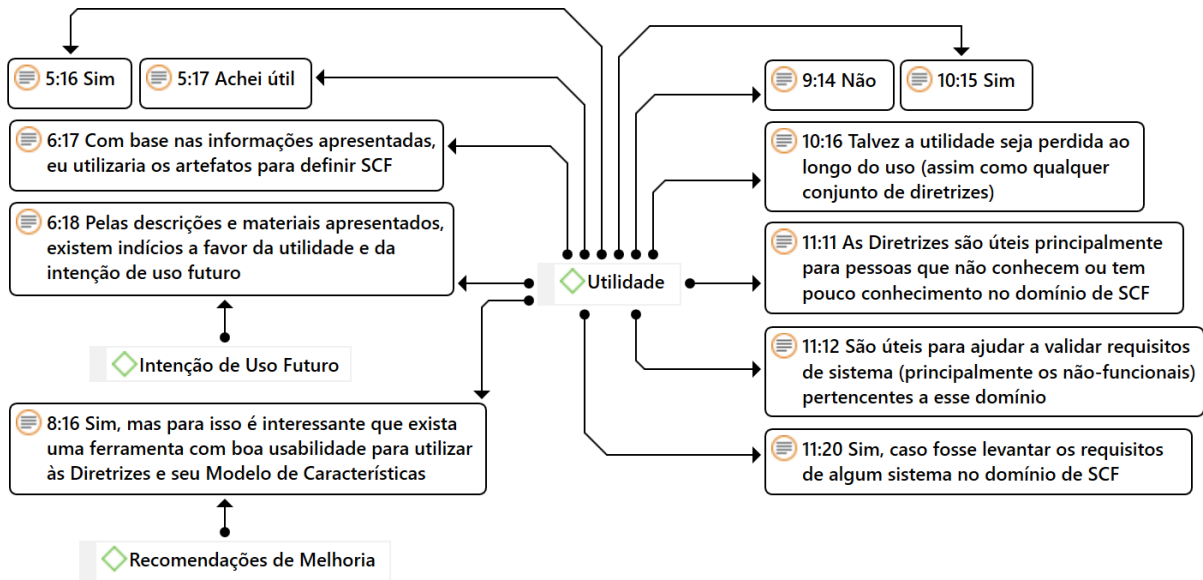 5:16 Sim
5:17 Achei útil
6:17 Com base nas informações apresentadas,
eu utilizaria os artefatos para definir SCF
6:18 Pelas descrições e materiais apresentados,
existem indícios a favor da utilidade e da
intenção de uso futuro
Intenção de Uso Futuro
8:16 Sim, mas para isso é interessante que exista
uma ferramenta com boa usabilidade para utilizar
às Diretrizes e seu Modelo de Características
Recomendações de Melhoria
Utilidade
9:14 Não
10:15 Sim
10:16 Talvez a utilidade seja perdida ao
longo do uso (assim como qualquer
conjunto de diretrizes)
11:11 As Diretrizes são úteis principalmente
para pessoas que não conhecem ou tem
pouco conhecimento no domínio de SCF
11:12 São úteis para ajudar a validar requisitos
de sistema (principalmente os não-funcionais)
pertencentes a esse domínio
11:20 Sim, caso fosse levantar os requisitos
de algum sistema no domínio de SCF